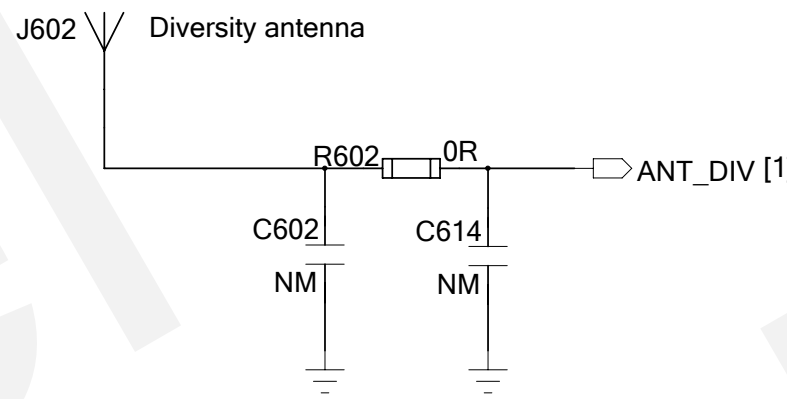 J602 Diversity antenna
R602 0R
ANT_DIV [1]
C602 C614
NM NM